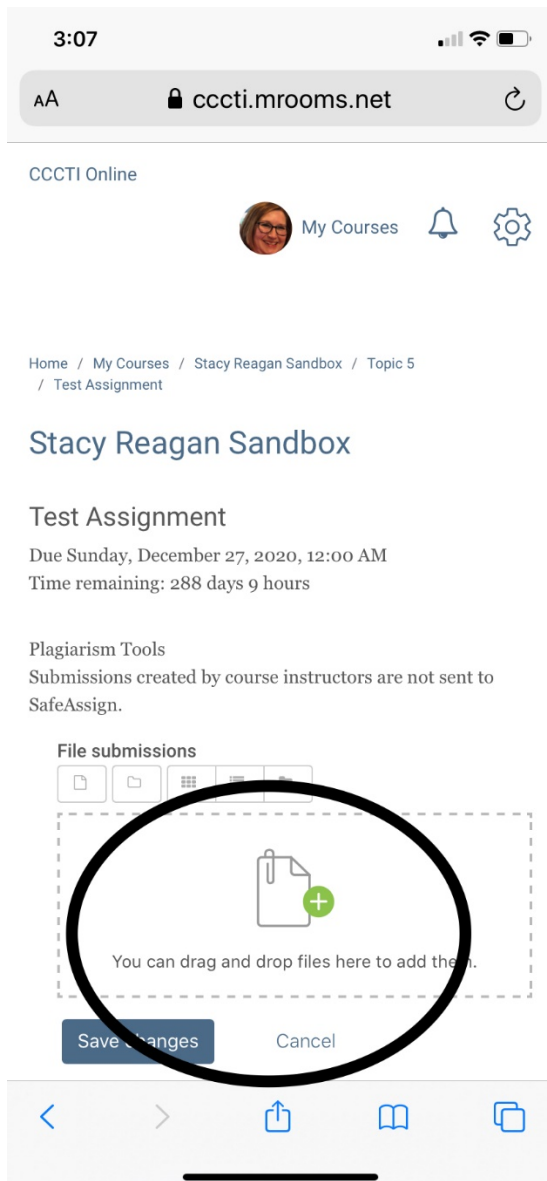 3:07
AA cccti.mrooms.net
CCCTI Online
My Courses
Home / My Courses / Stacy Reagan Sandbox / Topic 5
/ Test Assignment
Stacy Reagan Sandbox
Test Assignment
Due Sunday, December 27, 2020, 12:00 AM
Time remaining: 288 days 9 hours
Plagiarism Tools
Submissions created by course instructors are not sent to
SafeAssign.
File submissions
You can drag and drop files here to add them.
Save changes Cancel